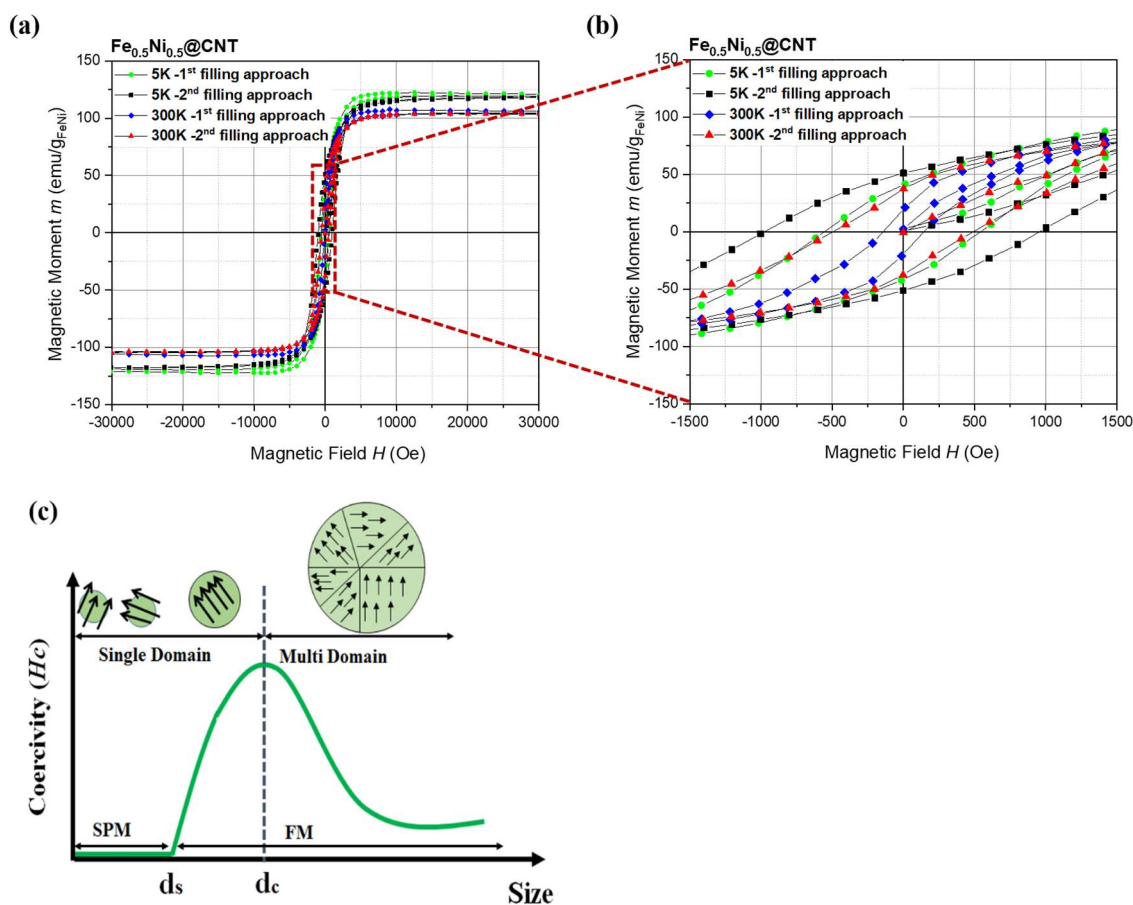 (a)
Fe0.5Ni0.5@CNT
5K -1st filling approach
5K -2nd filling approach
300K -1st filling approach
300K -2nd filling approach
150
100
50
0
-50
-100
-150
-30000 -20000 -10000 0 10000 20000 30000
Magnetic Moment m (emu/gFeNi)
Magnetic Field H (Oe)
(b)
Fe0.5Ni0.5@CNT
5K -1st filling approach
5K -2nd filling approach
300K -1st filling approach
300K -2nd filling approach
150
100
50
0
-50
-100
-150
-1500 -1000 -500 0 500 1000 1500
Magnetic Moment m (emu/gFeNi)
Magnetic Field H (Oe)
(c)
Single Domain Multi Domain
Coercivity (Hc)
SPM FM
ds dc Size